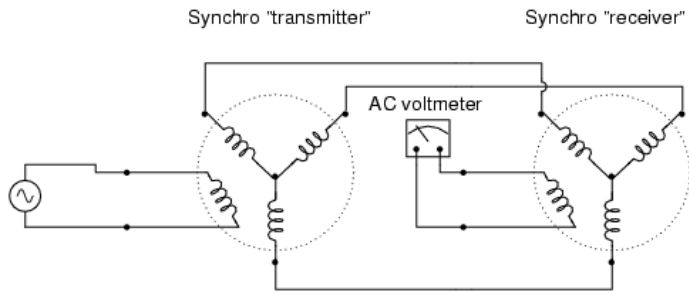 Synchro "transmitter"
Synchro "receiver"
AC voltmeter